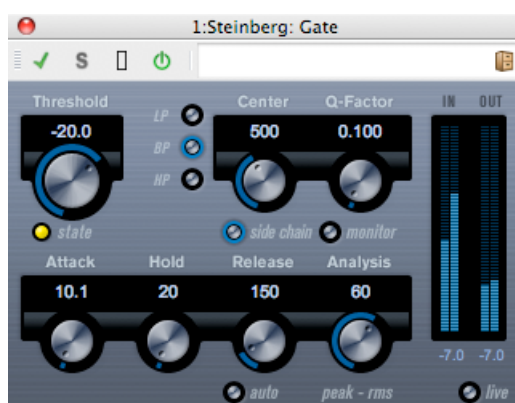 1:Steinberg: Gate
S
Threshold
-20.0
state
LP
BP
HP
Center
500
Q-Factor
0.100
side chain
monitor
IN OUT
-7.0 -7.0
Attack
10.1
Hold
20
Release
150
Analysis
60
auto
peak - rms
live